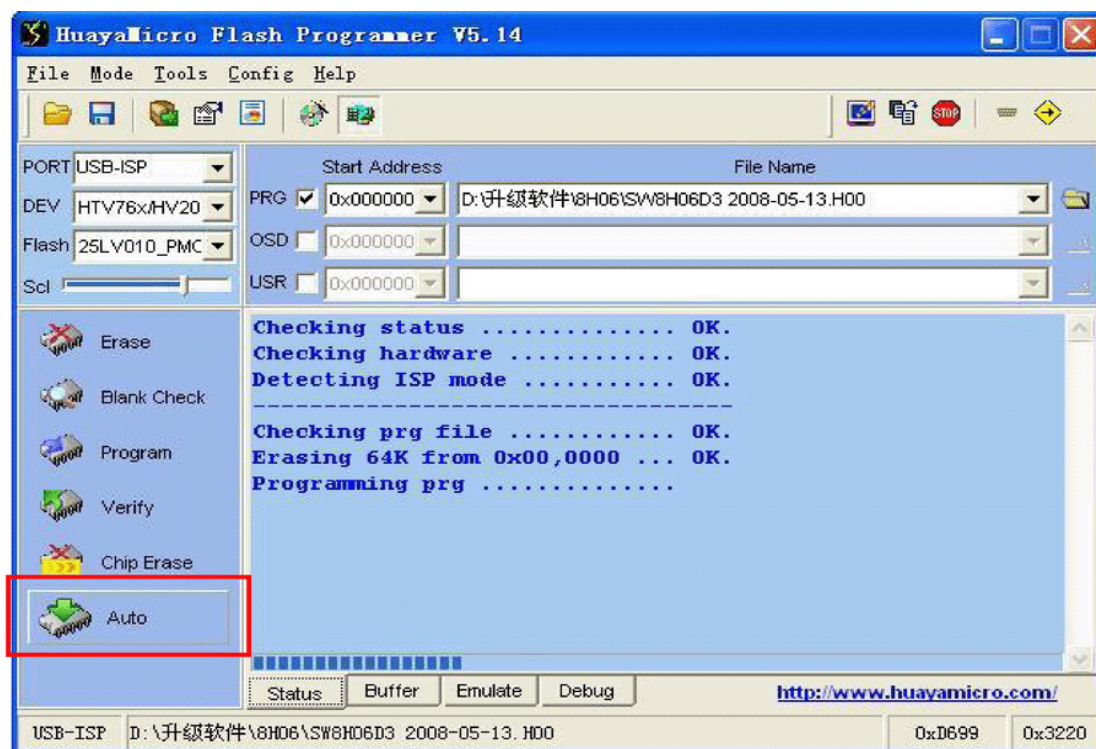 HuayaMicro Flash Programmer V5.14
File Mode Tools Config Help
STOP
PORT USB-ISP
DEV HTV76x/HV20
Flash 25LV010_PMC
Scl
Start Address File Name
PRG 0x000000 D:\升级软件\8H06\SW8H06D3 2008-05-13.H00
OSD 0x000000
USR 0x000000
Erase
Blank Check
Program
Verify
Chip Erase
Auto
Checking status .............. OK.
Checking hardware ............ OK.
Detecting ISP mode ........... OK.
-----------------------------------
Checking prg file ............ OK.
Erasing 64K from 0x00,0000 ... OK.
Programming prg ..............
Status Buffer Emulate Debug http://www.huayamicro.com/
USB-ISP D:\升级软件\8H06\SW8H06D3 2008-05-13.H00 0xD699 0x3220